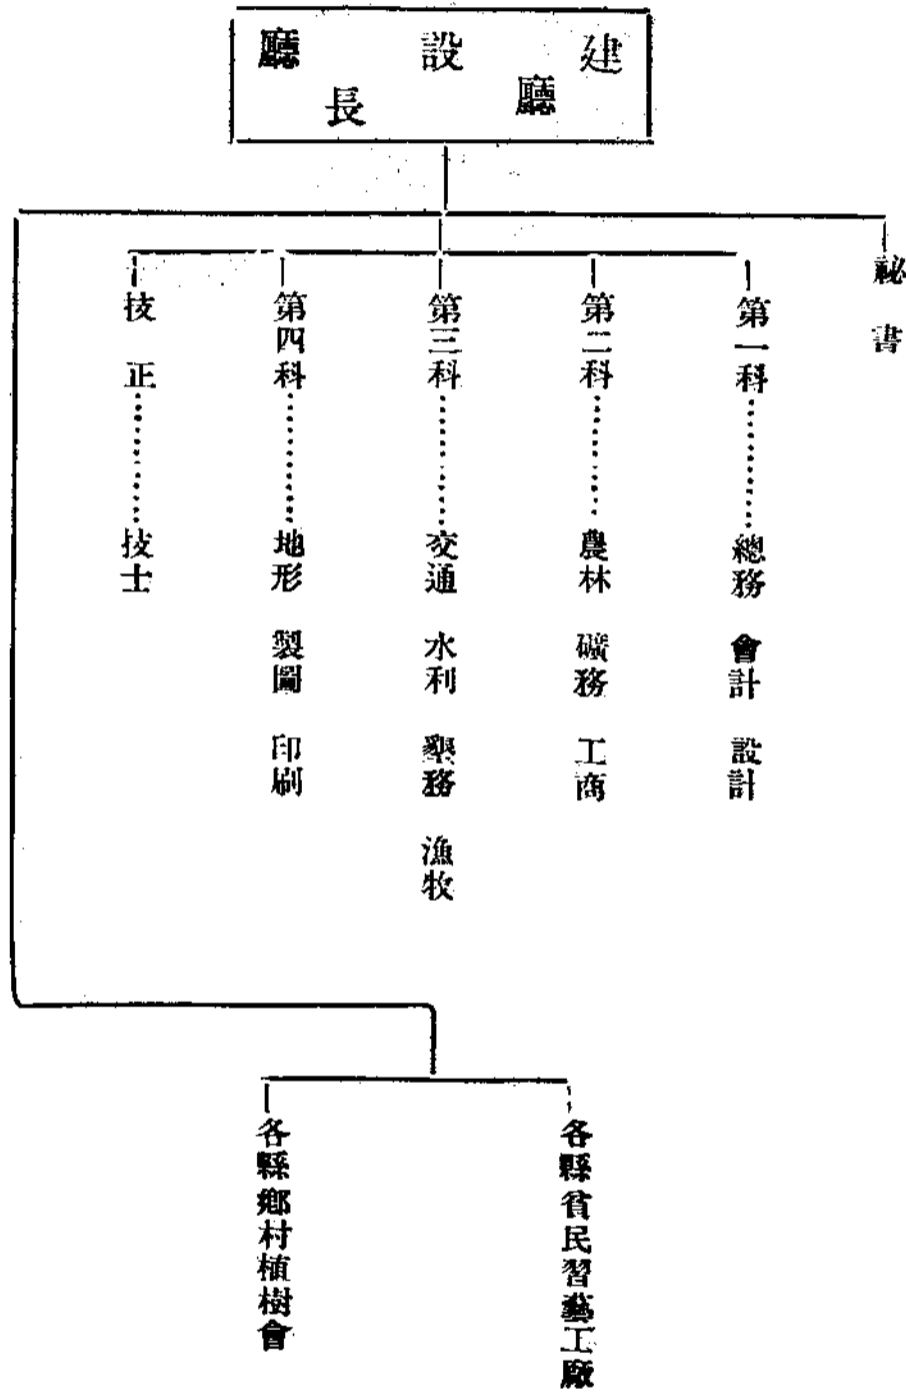 建設廳
廳長
祕書
第一科………總務 會計 設計
第二科………農林 礦務 工商
第三科………交通 水利 墾務 漁牧
第四科………地形 製圖 印刷
技正………技士
各縣貧民習藝工廠
各縣鄉村植樹會